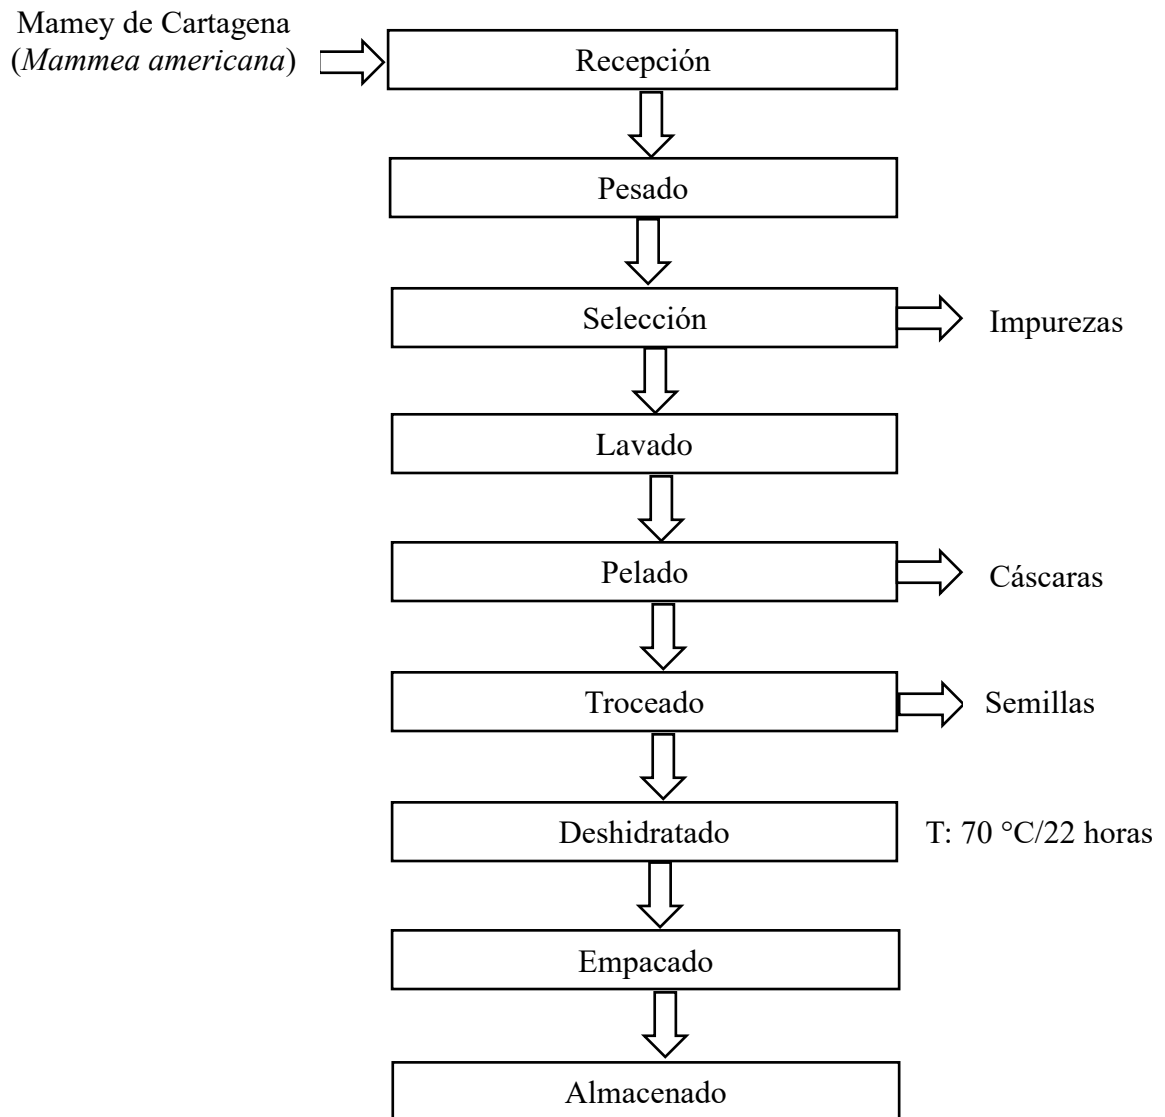 Mamey de Cartagena
(Mammea americana)
Recepción
Pesado
Selección
Impurezas
Lavado
Pelado
Cáscaras
Troceado
Semillas
Deshidratado
T: 70 °C/22 horas
Empacado
Almacenado